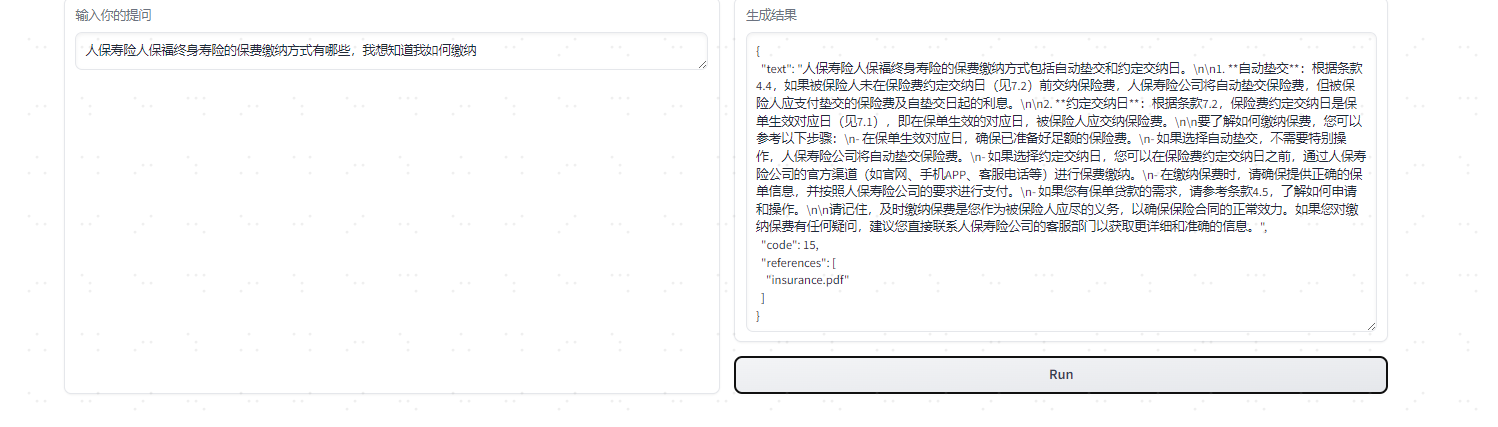 输入你的提问
人保寿险人保福终身寿险的保费缴纳方式有哪些，我想知道我如何缴纳
生成结果
{
"text": "人保寿险人保福终身寿险的保费缴纳方式包括自动垫交和约定交纳日。\n\n1. **自动垫交**：根据条款
4.4，如果被保险人未在保险费约定交纳日（见7.2）前交纳保险费，人保寿险公司将自动垫交保险费，但被保
险人应支付垫交的保险费及自垫交日起的利息。\n\n2. **约定交纳日**：根据条款7.2，保险费约定交纳日是保
单生效对应日（见7.1），即在保单生效的对应日，被保险人应交纳保险费。\n\n要了解如何缴纳保费，您可以
参考以下步骤：\n- 在保单生效对应日，确保已准备好足额的保险费。\n- 如果选择自动垫交，不需要特别操
作，人保寿险公司将自动垫交保险费。\n- 如果选择约定交纳日，您可以在保险费约定交纳日之前，通过人保寿
险公司的官方渠道（如官网、手机APP、客服电话等）进行保费缴纳。\n- 在缴纳保费时，请确保提供正确的保
单信息，并按照人保寿险公司的要求进行支付。\n- 如果您有保单贷款的需求，请参考条款4.5，了解如何申请
和操作。\n\n请记住，及时缴纳保费是您作为被保险人应尽的义务，以确保保险合同的正常效力。如果您对缴
纳保费有任何疑问，建议您直接联系人保寿险公司的客服部门以获取更详细和准确的信息。",
"code": 15,
"references": [
"insurance.pdf"
]
}
Run